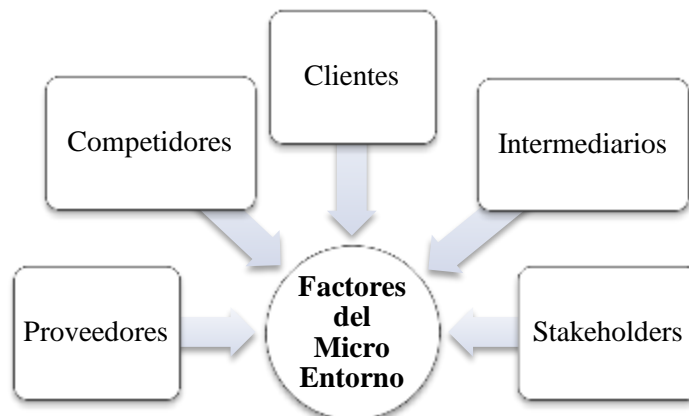 Clientes
Competidores
Intermediarios
Proveedores
Factores
del
Micro
Entorno
Stakeholders